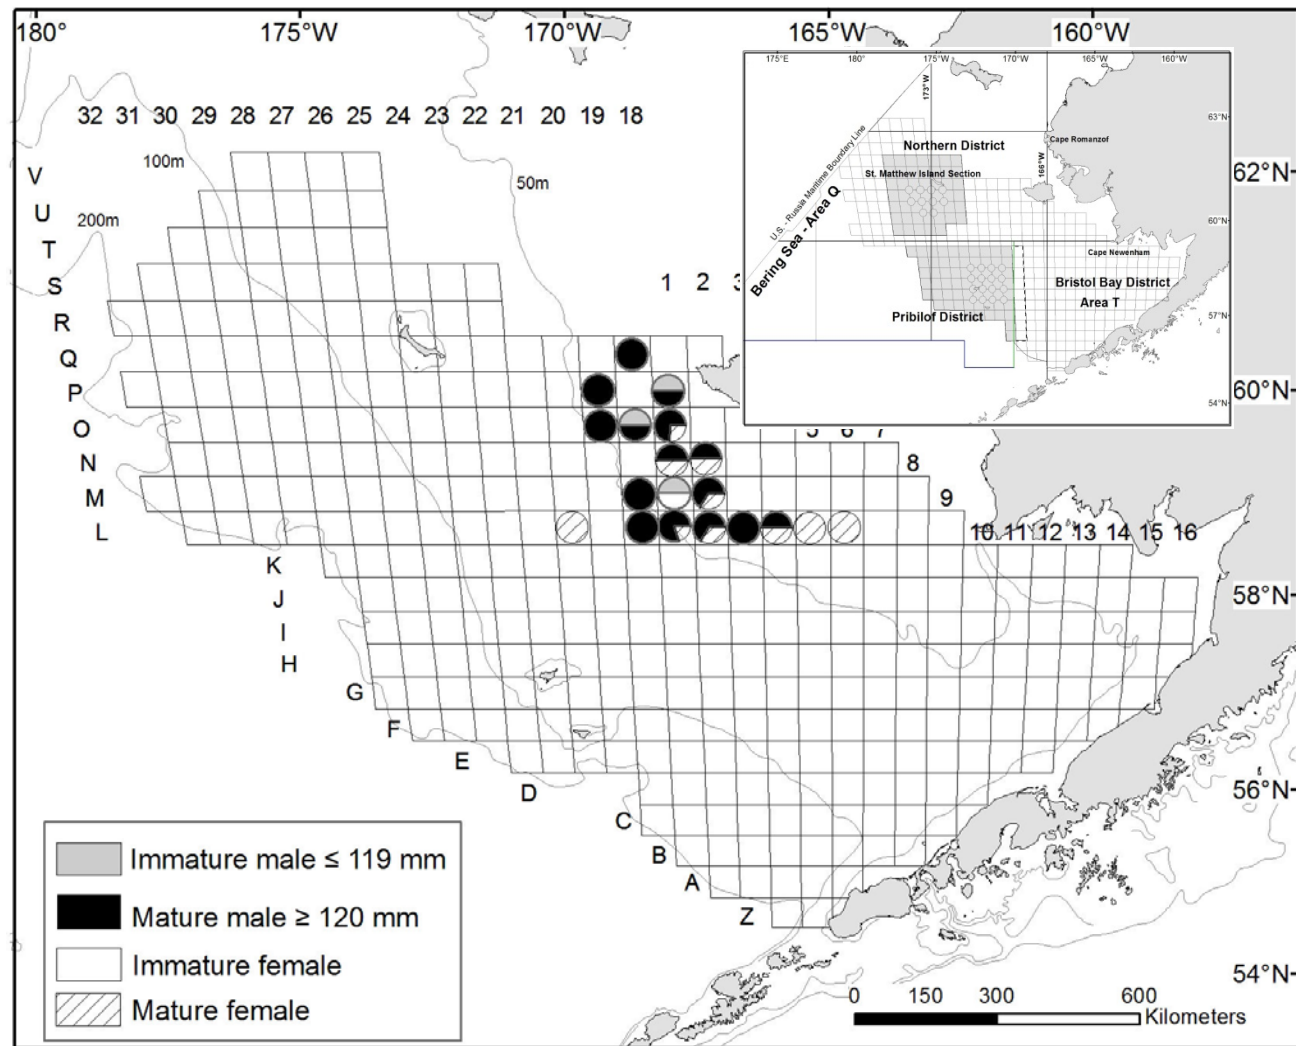 180° 175°W 170°W 165°W 160°W
32 31 30 29 28 27 26 25 24 23 22 21 20 19 18
100m
50m
200m
V
U
T
S
R
Q
P
O
N
M
L
K
J
I
H
G
F
E
D
C
B
A
Z
1 2 3
5 6 7
8
9
10 11 12 13 14 15 16
62°N
60°N
58°N
56°N
54°N
175°E 180° 175°W 170°W 165°W 160°W
173°W
166°W
63°N
60°N
57°N
54°N
U.S. - Russia Maritime Boundary Line
Bering Sea - Area Q
Northern District
St. Matthew Island Section
Cape Romanzof
Cape Newenham
Bristol Bay District
Area T
Pribilof District
Immature male ≤ 119 mm
Mature male ≥ 120 mm
Immature female
Mature female
0 150 300 600
Kilometers